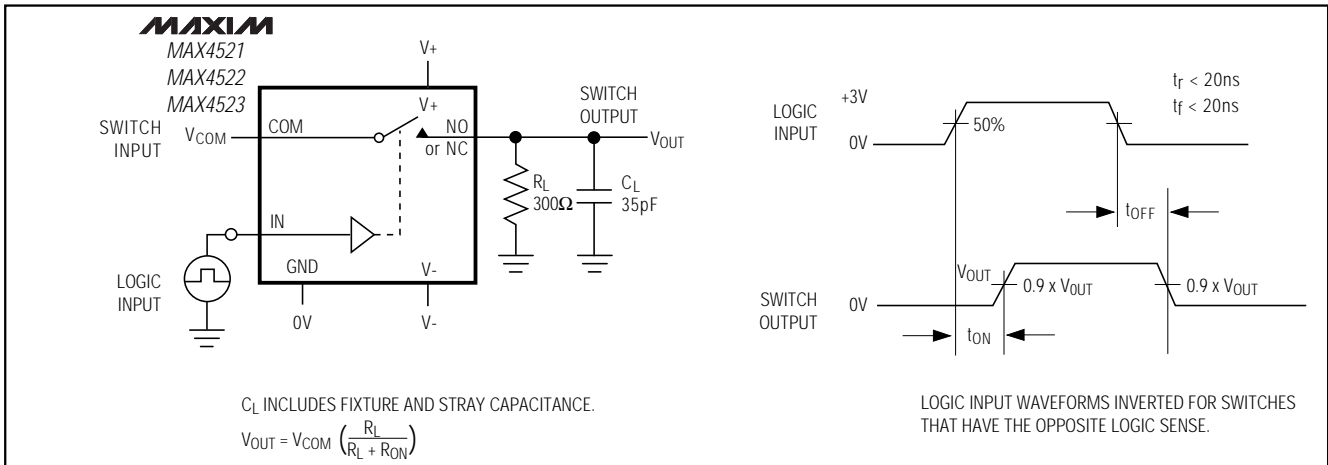 MAXIM
MAX4521
MAX4522
MAX4523
V+
SWITCH
INPUT
VCOM
COM
V+
NO
or NC
SWITCH
OUTPUT
VOUT
RL
300Ω
CL
35pF
IN
LOGIC
INPUT
GND
0V
V-
V-
CL INCLUDES FIXTURE AND STRAY CAPACITANCE.
VOUT = VCOM (RL / RL + RON)
LOGIC
INPUT
+3V
0V
50%
tr < 20ns
tf < 20ns
tOFF
SWITCH
OUTPUT
VOUT
0V
0.9 x VOUT
0.9 x VOUT
tON
LOGIC INPUT WAVEFORMS INVERTED FOR SWITCHES
THAT HAVE THE OPPOSITE LOGIC SENSE.